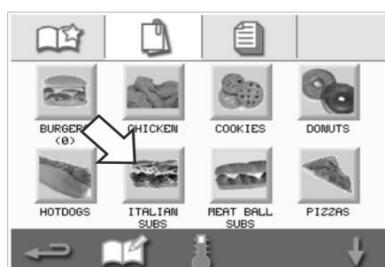 BURGERS CHICKEN COOKIES DONUTS
(0)
HOTDOGS ITALIAN MEAT BALL PIZZAS
SUBS SUBS